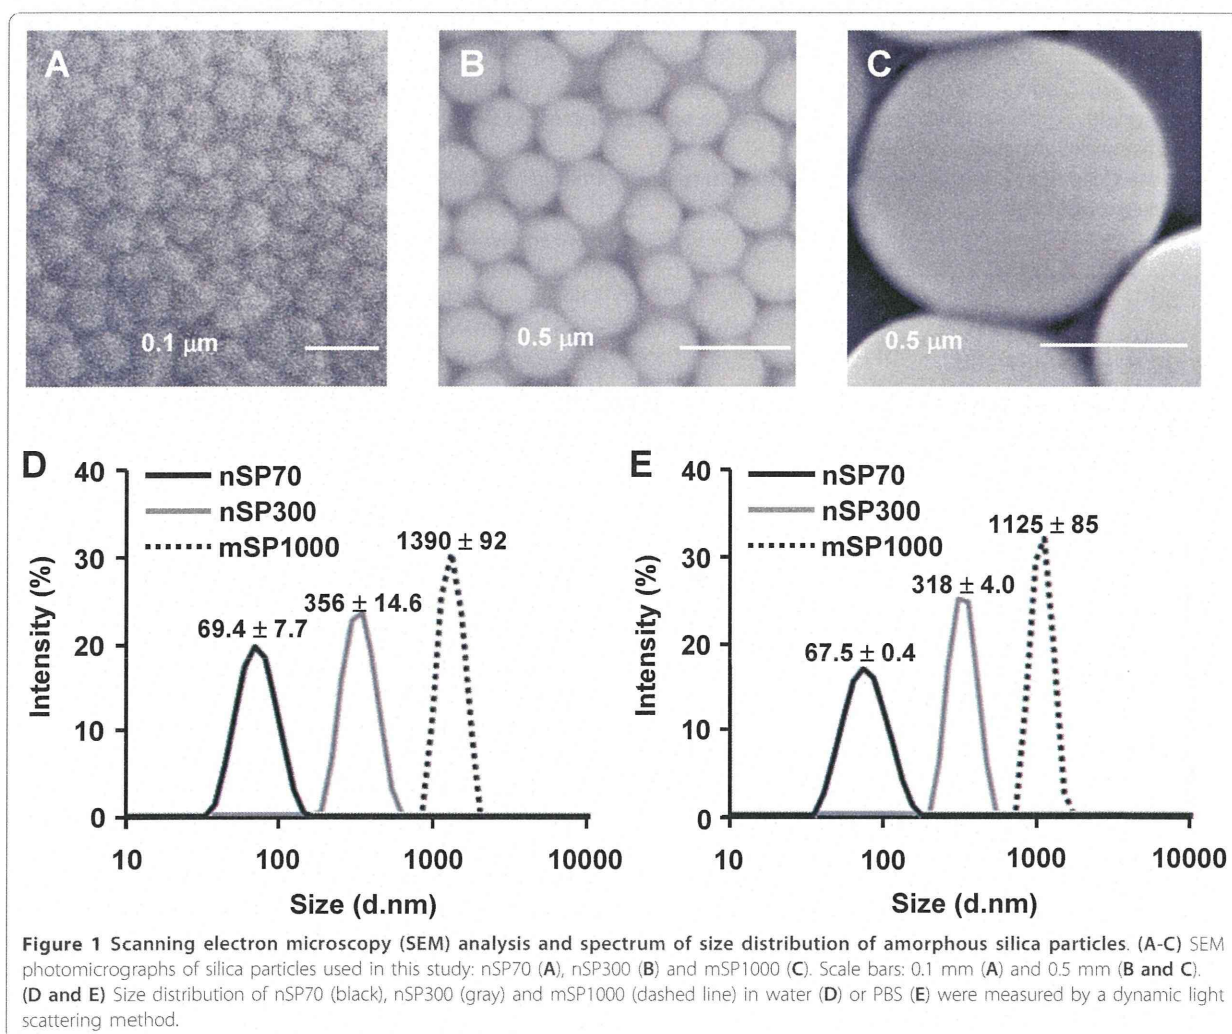 A
B
C
0.1 μm
0.5 μm
0.5 μm
D
40
30
20
10
0
Intensity (%)
nSP70
nSP300
mSP1000
69.4 ± 7.7
356 ± 14.6
1390 ± 92
10
100
1000
10000
Size (d.nm)
E
40
30
20
10
0
Intensity (%)
nSP70
nSP300
mSP1000
67.5 ± 0.4
318 ± 4.0
1125 ± 85
10
100
1000
10000
Size (d.nm)
Figure 1 Scanning electron microscopy (SEM) analysis and spectrum of size distribution of amorphous silica particles. (A-C) SEM
photomicrographs of silica particles used in this study: nSP70 (A), nSP300 (B) and mSP1000 (C). Scale bars: 0.1 mm (A) and 0.5 mm (B and C).
(D and E) Size distribution of nSP70 (black), nSP300 (gray) and mSP1000 (dashed line) in water (D) or PBS (E) were measured by a dynamic light
scattering method.